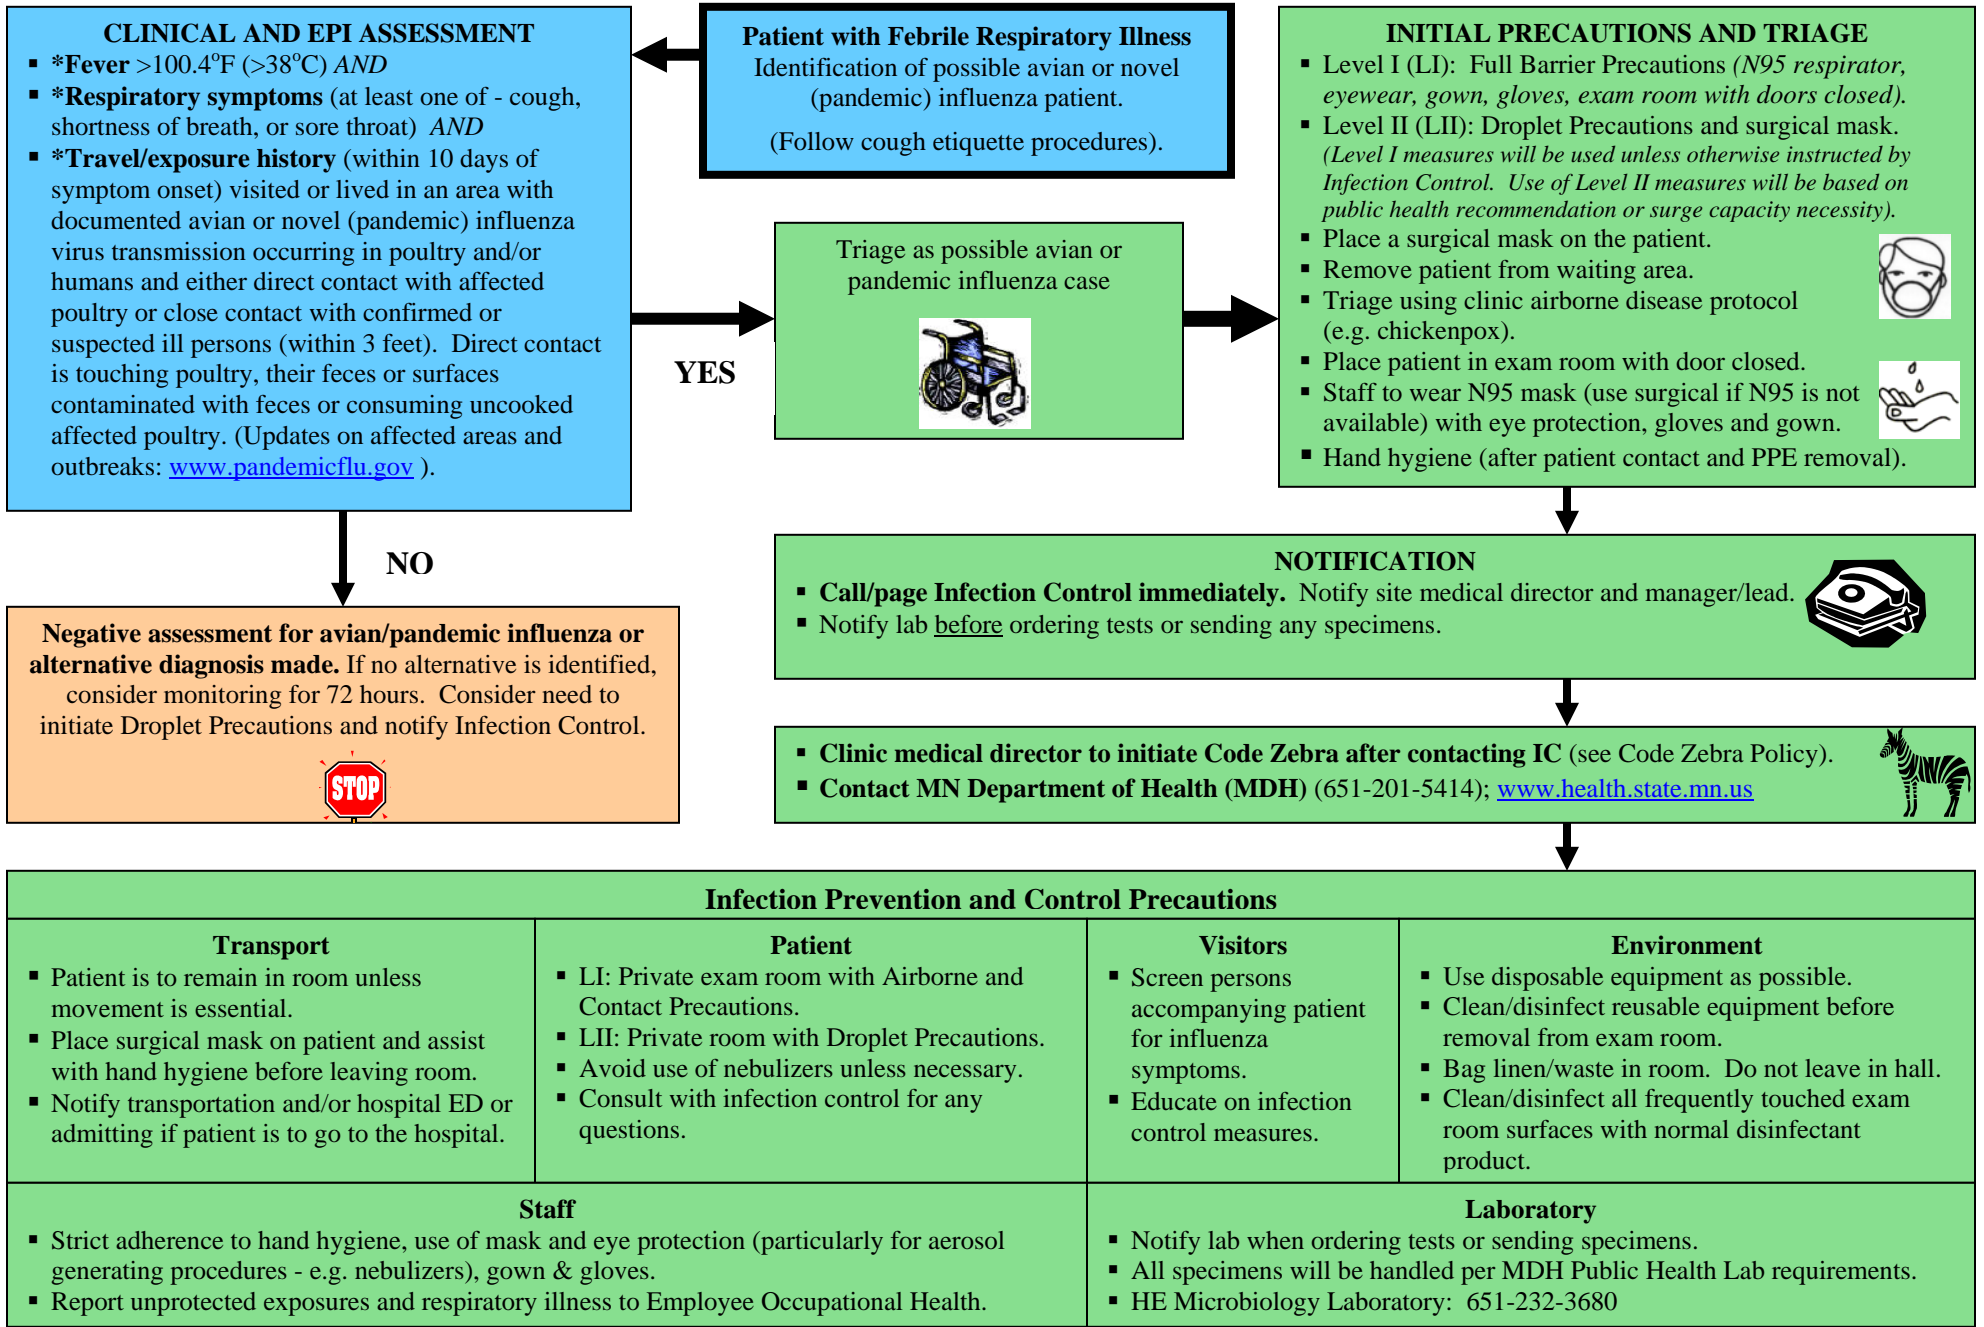 Patient with Febrile Respiratory Illness
Identification of possible avian or novel
(pandemic) influenza patient.
(Follow cough etiquette procedures).
CLINICAL AND EPI ASSESSMENT
▪ *Fever >100.4°F (>38°C) AND
▪ *Respiratory symptoms (at least one of - cough,
shortness of breath, or sore throat) AND
▪ *Travel/exposure history (within 10 days of
symptom onset) visited or lived in an area with
documented avian or novel (pandemic) influenza
virus transmission occurring in poultry and/or
humans and either direct contact with affected
poultry or close contact with confirmed or
suspected ill persons (within 3 feet). Direct contact
is touching poultry, their feces or surfaces
contaminated with feces or consuming uncooked
affected poultry. (Updates on affected areas and
outbreaks: www.pandemicflu.gov ).
NO
Negative assessment for avian/pandemic influenza or
alternative diagnosis made. If no alternative is identified,
consider monitoring for 72 hours. Consider need to
initiate Droplet Precautions and notify Infection Control.
STOP
YES
Triage as possible avian or
pandemic influenza case
INITIAL PRECAUTIONS AND TRIAGE
▪ Level I (LI): Full Barrier Precautions (N95 respirator,
eyewear, gown, gloves, exam room with doors closed).
▪ Level II (LII): Droplet Precautions and surgical mask.
(Level I measures will be used unless otherwise instructed by
Infection Control. Use of Level II measures will be based on
public health recommendation or surge capacity necessity).
▪ Place a surgical mask on the patient.
▪ Remove patient from waiting area.
▪ Triage using clinic airborne disease protocol
(e.g. chickenpox).
▪ Place patient in exam room with door closed.
▪ Staff to wear N95 mask (use surgical if N95 is not
available) with eye protection, gloves and gown.
▪ Hand hygiene (after patient contact and PPE removal).
NOTIFICATION
▪ Call/page Infection Control immediately. Notify site medical director and manager/lead.
▪ Notify lab before ordering tests or sending any specimens.
▪ Clinic medical director to initiate Code Zebra after contacting IC (see Code Zebra Policy).
▪ Contact MN Department of Health (MDH) (651-201-5414); www.health.state.mn.us
Infection Prevention and Control Precautions
Transport
▪ Patient is to remain in room unless
movement is essential.
▪ Place surgical mask on patient and assist
with hand hygiene before leaving room.
▪ Notify transportation and/or hospital ED or
admitting if patient is to go to the hospital.
Patient
▪ LI: Private exam room with Airborne and
Contact Precautions.
▪ LII: Private room with Droplet Precautions.
▪ Avoid use of nebulizers unless necessary.
▪ Consult with infection control for any
questions.
Visitors
▪ Screen persons
accompanying patient
for influenza
symptoms.
▪ Educate on infection
control measures.
Environment
▪ Use disposable equipment as possible.
▪ Clean/disinfect reusable equipment before
removal from exam room.
▪ Bag linen/waste in room. Do not leave in hall.
▪ Clean/disinfect all frequently touched exam
room surfaces with normal disinfectant
product.
Staff
▪ Strict adherence to hand hygiene, use of mask and eye protection (particularly for aerosol
generating procedures - e.g. nebulizers), gown & gloves.
▪ Report unprotected exposures and respiratory illness to Employee Occupational Health.
Laboratory
▪ Notify lab when ordering tests or sending specimens.
▪ All specimens will be handled per MDH Public Health Lab requirements.
▪ HE Microbiology Laboratory: 651-232-3680